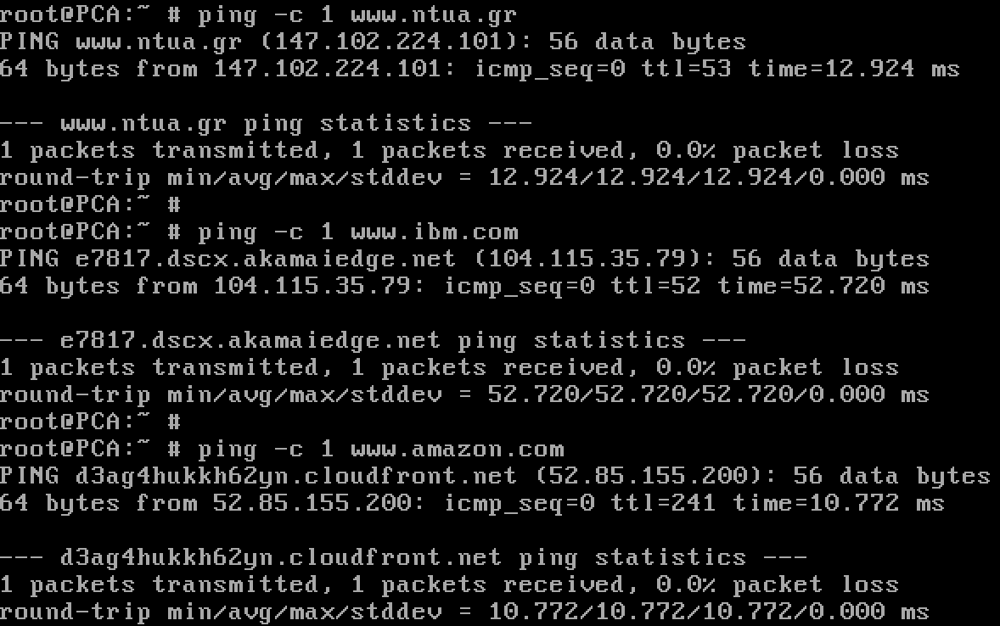 root@PCA:~ # ping -c 1 www.ntua.gr
PING www.ntua.gr (147.102.224.101): 56 data bytes
64 bytes from 147.102.224.101: icmp_seq=0 ttl=53 time=12.924 ms
--- www.ntua.gr ping statistics ---
1 packets transmitted, 1 packets received, 0.0% packet loss
round-trip min/avg/max/stddev = 12.924/12.924/12.924/0.000 ms
root@PCA:~ #
root@PCA:~ # ping -c 1 www.ibm.com
PING e7817.dscx.akamaiedge.net (104.115.35.79): 56 data bytes
64 bytes from 104.115.35.79: icmp_seq=0 ttl=52 time=52.720 ms
--- e7817.dscx.akamaiedge.net ping statistics ---
1 packets transmitted, 1 packets received, 0.0% packet loss
round-trip min/avg/max/stddev = 52.720/52.720/52.720/0.000 ms
root@PCA:~ #
root@PCA:~ # ping -c 1 www.amazon.com
PING d3ag4hukkh62yn.cloudfront.net (52.85.155.200): 56 data bytes
64 bytes from 52.85.155.200: icmp_seq=0 ttl=241 time=10.772 ms
--- d3ag4hukkh62yn.cloudfront.net ping statistics ---
1 packets transmitted, 1 packets received, 0.0% packet loss
round-trip min/avg/max/stddev = 10.772/10.772/10.772/0.000 ms